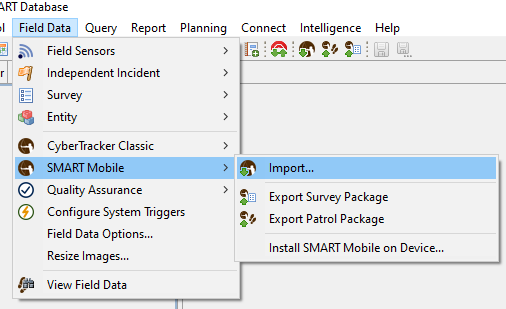 ART Database
Field Data Query Report Planning Connect Intelligence Help
Field Sensors
Independent Incident
Survey
Entity
CyberTracker Classic
SMART Mobile
Import...
Quality Assurance
Export Survey Package
Configure System Triggers
Export Patrol Package
Field Data Options...
Install SMART Mobile on Device...
Resize Images...
View Field Data